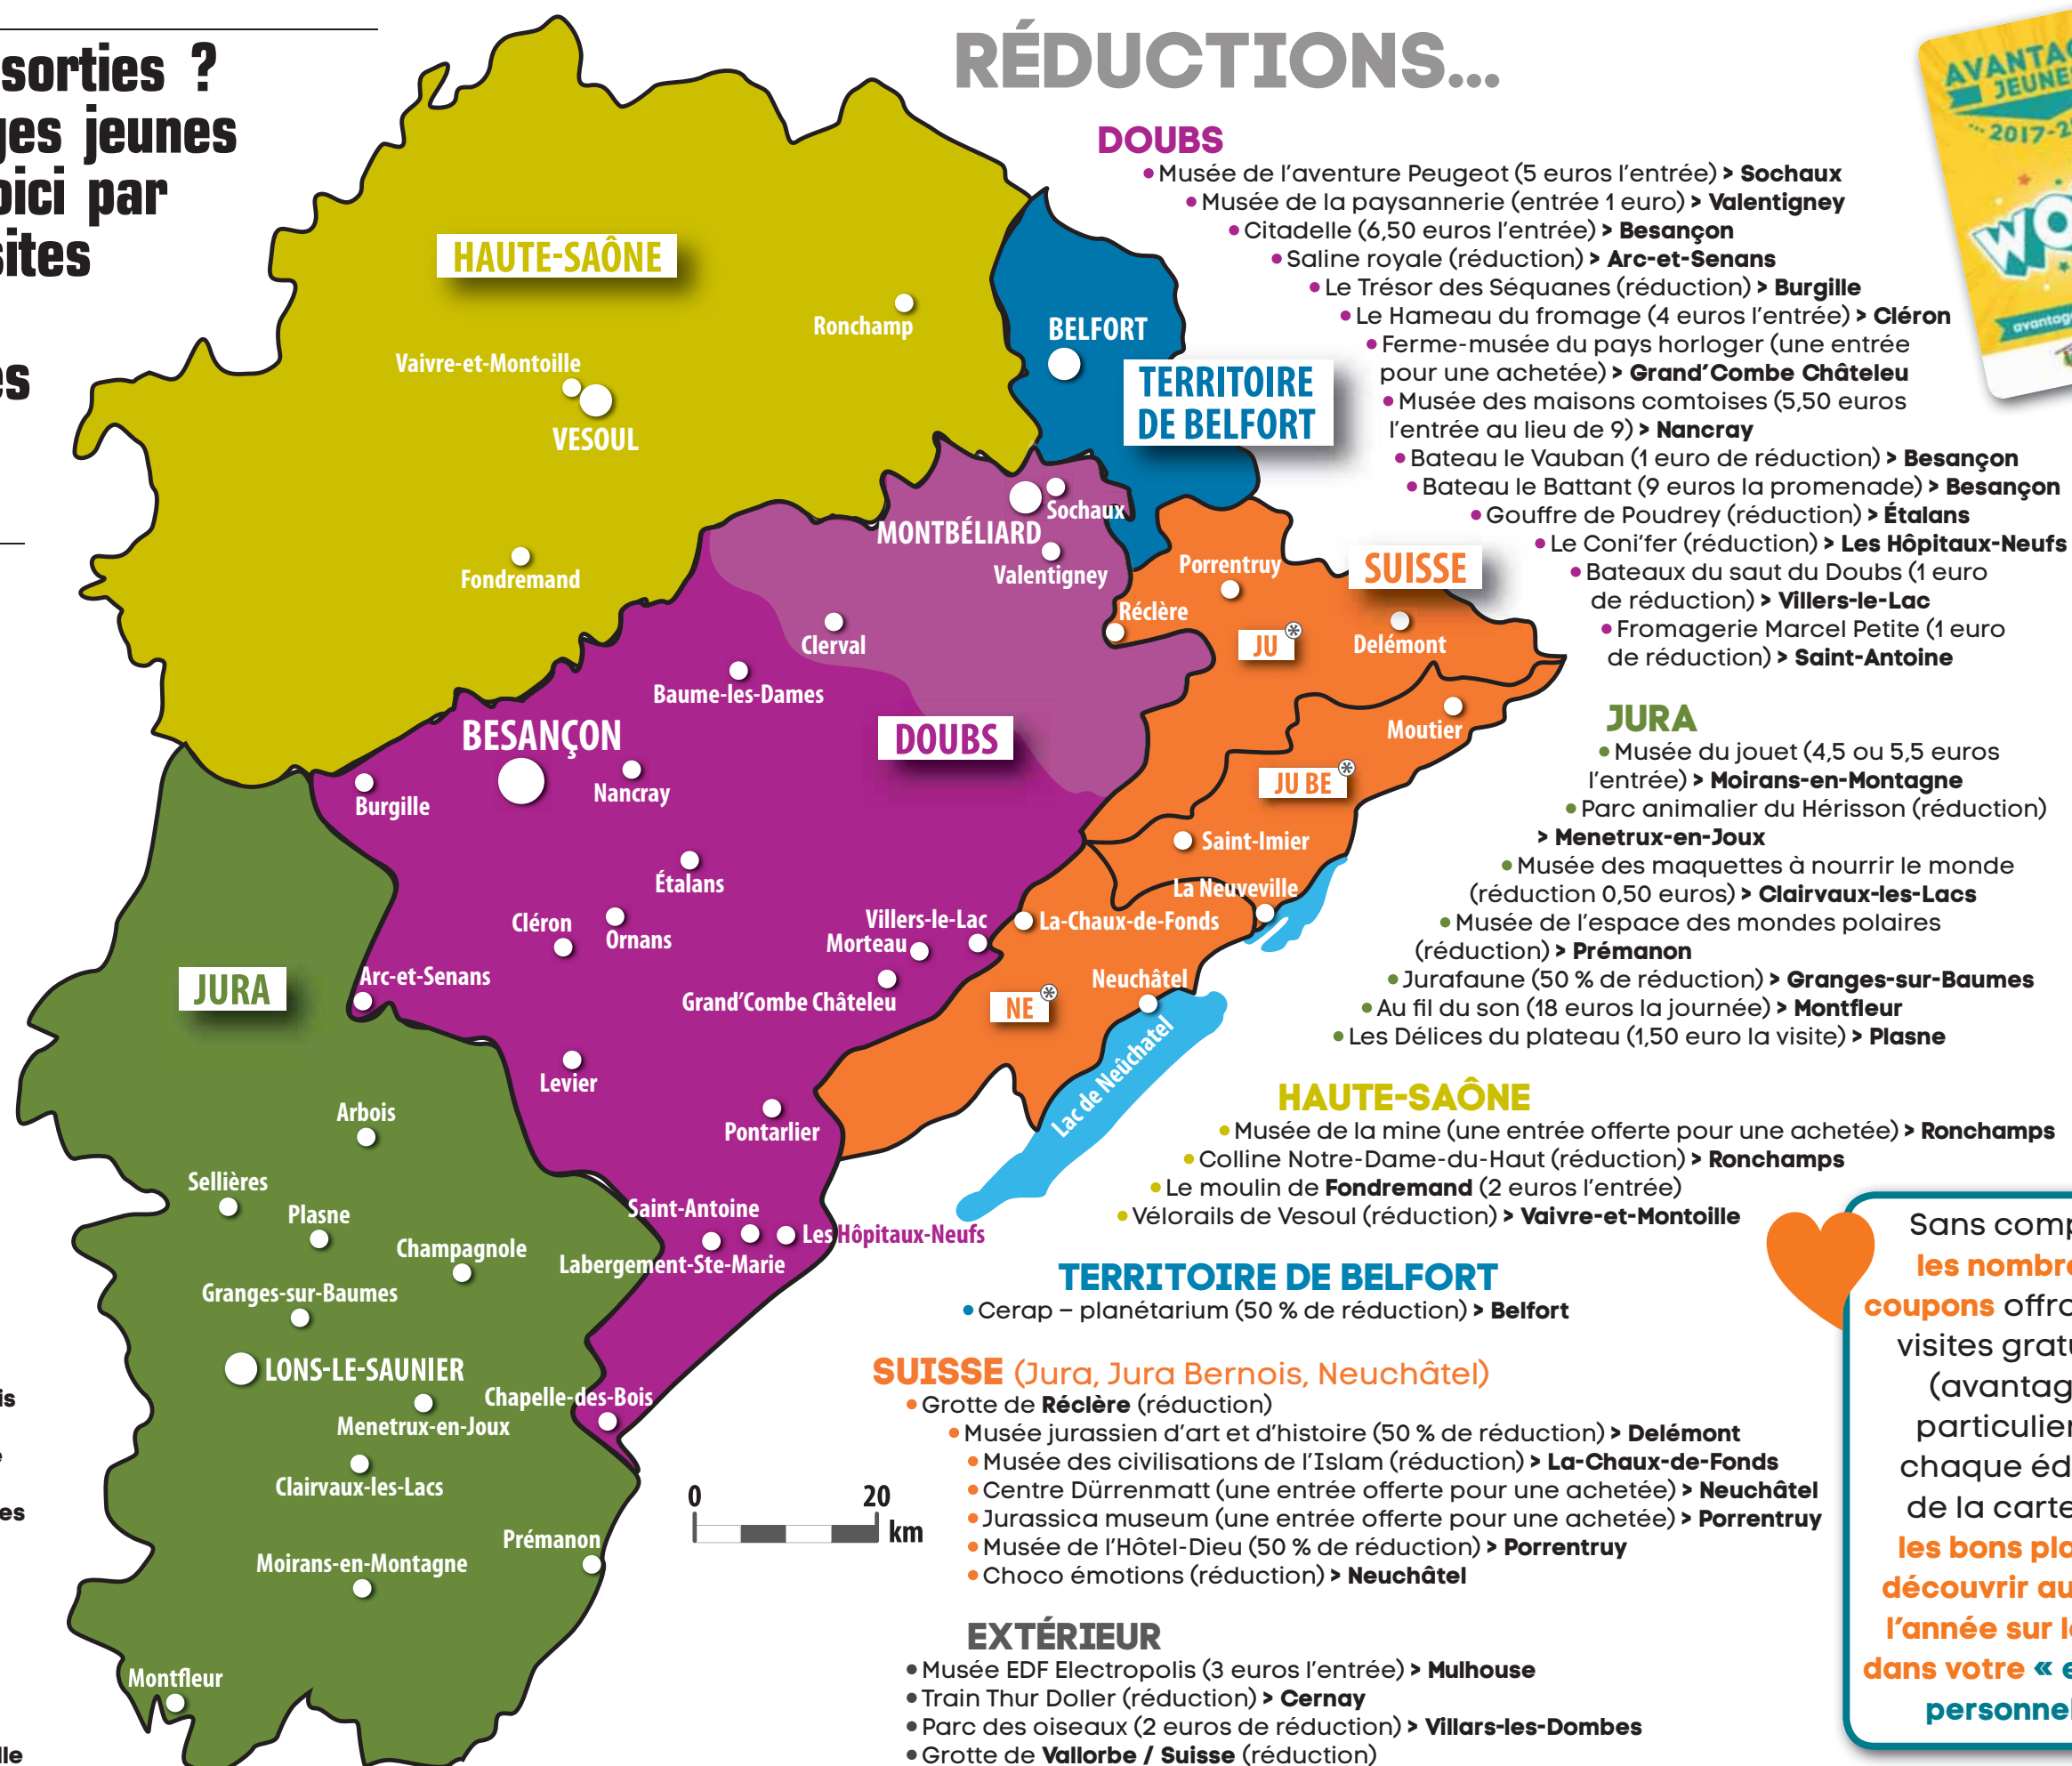 sorties ?
jeunes
par
RÉDUCTIONS...
DOUBS
• Musée de l'aventure Peugeot (5 euros l'entrée) > Sochaux
• Musée de la paysannerie (entrée 1 euro) > Valentigney
• Citadelle (6,50 euros l'entrée) > Besançon
• Saline royale (réduction) > Arc-et-Senans
• Le Trésor des Séquanes (réduction) > Burgille
• Le Hameau du fromage (4 euros l'entrée) > Cléron
• Ferme-musée du pays horloger (une entrée
pour une achetée) > Grand'Combe Châteleu
• Musée des maisons comtoises (5,50 euros
l'entrée au lieu de 9) > Nancray
• Bateau le Vauban (1 euro de réduction) > Besançon
• Bateau le Battant (9 euros la promenade) > Besançon
• Gouffre de Poudrey (réduction) > Étalans
• Le Coni'fer (réduction) > Les Hôpitaux-Neufs
• Bateaux du saut du Doubs (1 euro
de réduction) > Villers-le-Lac
• Fromagerie Marcel Petite (1 euro
de réduction) > Saint-Antoine
JURA
• Musée du jouet (4,5 ou 5,5 euros
l'entrée) > Moirans-en-Montagne
• Parc animalier du Hérisson (réduction)
> Menetrux-en-Joux
• Musée des maquettes à nourrir le monde
(réduction 0,50 euros) > Clairvaux-les-Lacs
• Musée de l'espace des mondes polaires
(réduction) > Prémanon
• Jurafaune (50 % de réduction) > Granges-sur-Baumes
• Au fil du son (18 euros la journée) > Montfleur
• Les Délices du plateau (1,50 euro la visite) > Plasne
HAUTE-SAÔNE
• Musée de la mine (une entrée offerte pour une achetée) > Ronchamps
• Colline Notre-Dame-du-Haut (réduction) > Ronchamps
• Le moulin de Fondremand (2 euros l'entrée)
• Vélorails de Vesoul (réduction) > Vaivre-et-Montoille
TERRITOIRE DE BELFORT
• Cerap – planétarium (50 % de réduction) > Belfort
SUISSE (Jura, Jura Bernois, Neuchâtel)
• Grotte de Réclère (réduction)
• Musée jurassien d'art et d'histoire (50 % de réduction) > Delémont
• Musée des civilisations de l'Islam (réduction) > La-Chaux-de-Fonds
• Centre Dürrenmatt (une entrée offerte pour une achetée) > Neuchâtel
• Jurassica museum (une entrée offerte pour une achetée) > Porrentruy
• Musée de l'Hôtel-Dieu (50 % de réduction) > Porrentruy
• Choco émotions (réduction) > Neuchâtel
EXTÉRIEUR
• Musée EDF Electropolis (3 euros l'entrée) > Mulhouse
• Train Thur Doller (réduction) > Cernay
• Parc des oiseaux (2 euros de réduction) > Villars-les-Dombes
• Grotte de Vallorbe / Suisse (réduction)
HAUTE-SAÔNE
Ronchamp
Vaivre-et-Montoille
VESOUL
Fondremand
BELFORT
TERRITOIRE
DE BELFORT
Sochaux
MONTBÉLIARD
Valentigney
Clerval
Baume-les-Dames
BESANÇON
DOUBS
Nancray
Burgille
Étalans
Cléron
Ornans
Villers-le-Lac
Morteau
Arc-et-Senans
Grand'Combe Châteleu
Levier
Pontarlier
Saint-Antoine
Les Hôpitaux-Neufs
Labergement-Ste-Marie
Chapelle-des-Bois
SUISSE
Porrentruy
Réclère
JU *
Delémont
Moutier
JU BE *
Saint-Imier
La Neuveville
La-Chaux-de-Fonds
Neuchâtel
NE *
Lac de Neûchatel
JURA
Arbois
Sellières
Plasne
Champagnole
Granges-sur-Baumes
LONS-LE-SAUNIER
Menetrux-en-Joux
Clairvaux-les-Lacs
Prémanon
Moirans-en-Montagne
Montfleur
0 20
km
Sans
les
coupons
visites
chaque
de la carte
les bons
découvrir
l'année sur
dans votre «